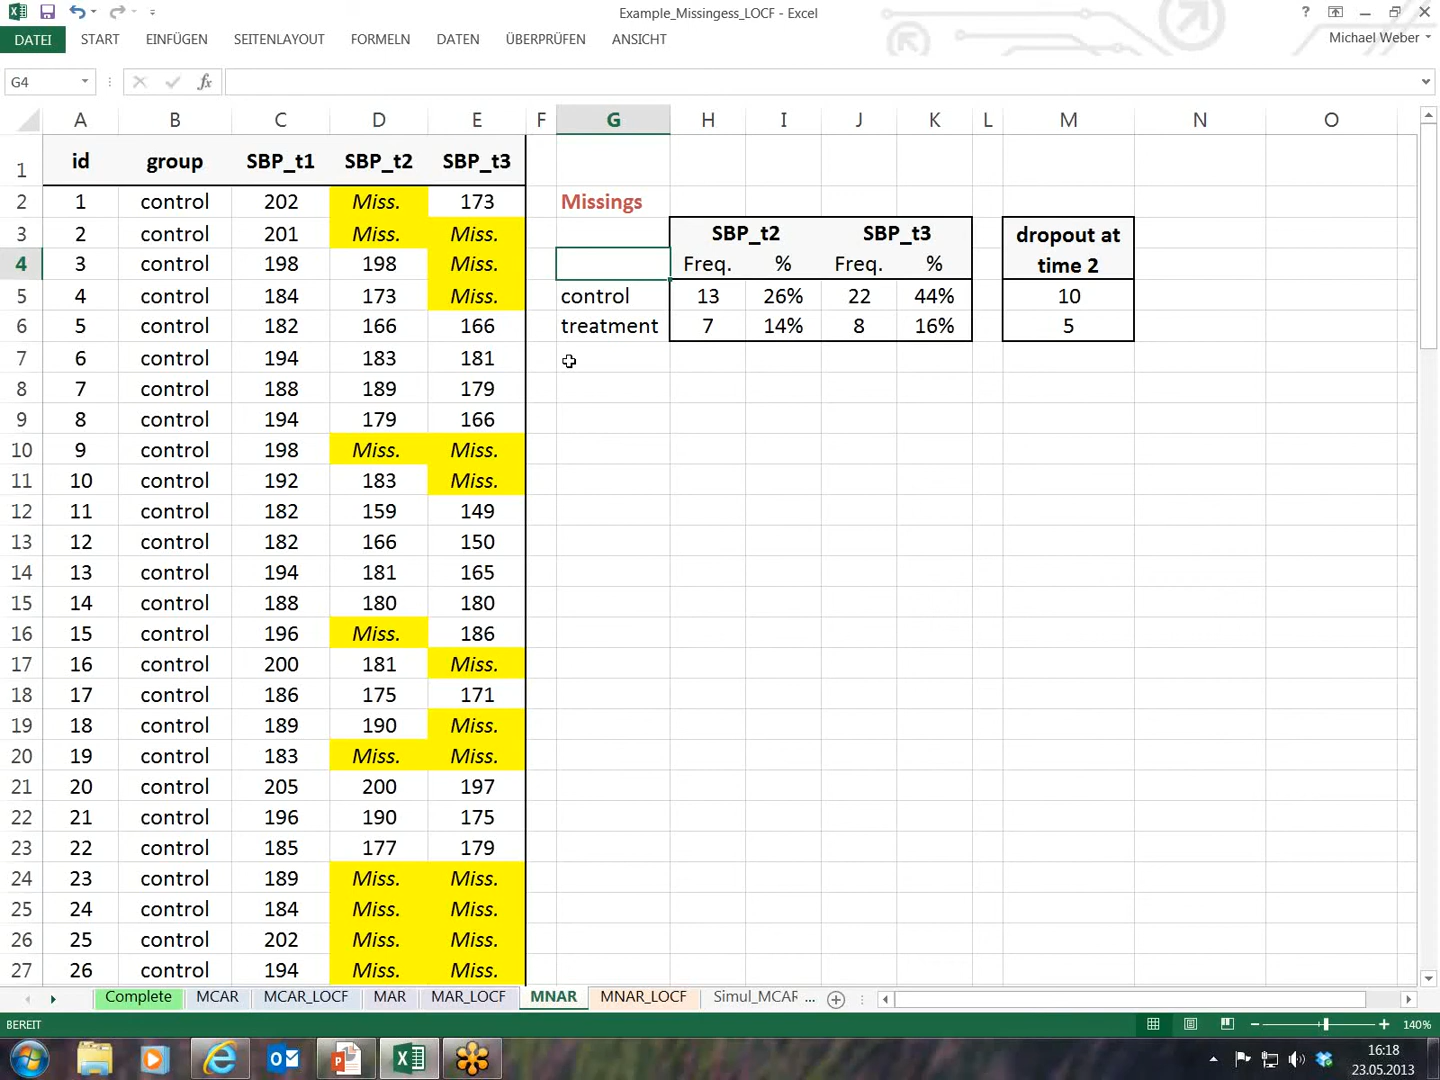 Example_Missingess_LOCF - Excel
?
DATEI START EINFÜGEN SEITENLAYOUT FORMELN DATEN ÜBERPRÜFEN ANSICHT Michael Weber
G4 fx
A B C D E F G H I J K L M N O
1 id group SBP_t1 SBP_t2 SBP_t3
2 1 control 202 Miss. 173 Missings
3 2 control 201 Miss. Miss. SBP_t2 SBP_t3 dropout at
4 3 control 198 198 Miss. Freq. % Freq. % time 2
5 4 control 184 173 Miss. control 13 26% 22 44% 10
6 5 control 182 166 166 treatment 7 14% 8 16% 5
7 6 control 194 183 181
8 7 control 188 189 179
9 8 control 194 179 166
10 9 control 198 Miss. Miss.
11 10 control 192 183 Miss.
12 11 control 182 159 149
13 12 control 182 166 150
14 13 control 194 181 165
15 14 control 188 180 180
16 15 control 196 Miss. 186
17 16 control 200 181 Miss.
18 17 control 186 175 171
19 18 control 189 190 Miss.
20 19 control 183 Miss. Miss.
21 20 control 205 200 197
22 21 control 196 190 175
23 22 control 185 177 179
24 23 control 189 Miss. Miss.
25 24 control 184 Miss. Miss.
26 25 control 202 Miss. Miss.
27 26 control 194 Miss. Miss.
Complete MCAR MCAR_LOCF MAR MAR_LOCF MNAR MNAR_LOCF Simul_MCAR ...
BEREIT 140%
16:18
23.05.2013